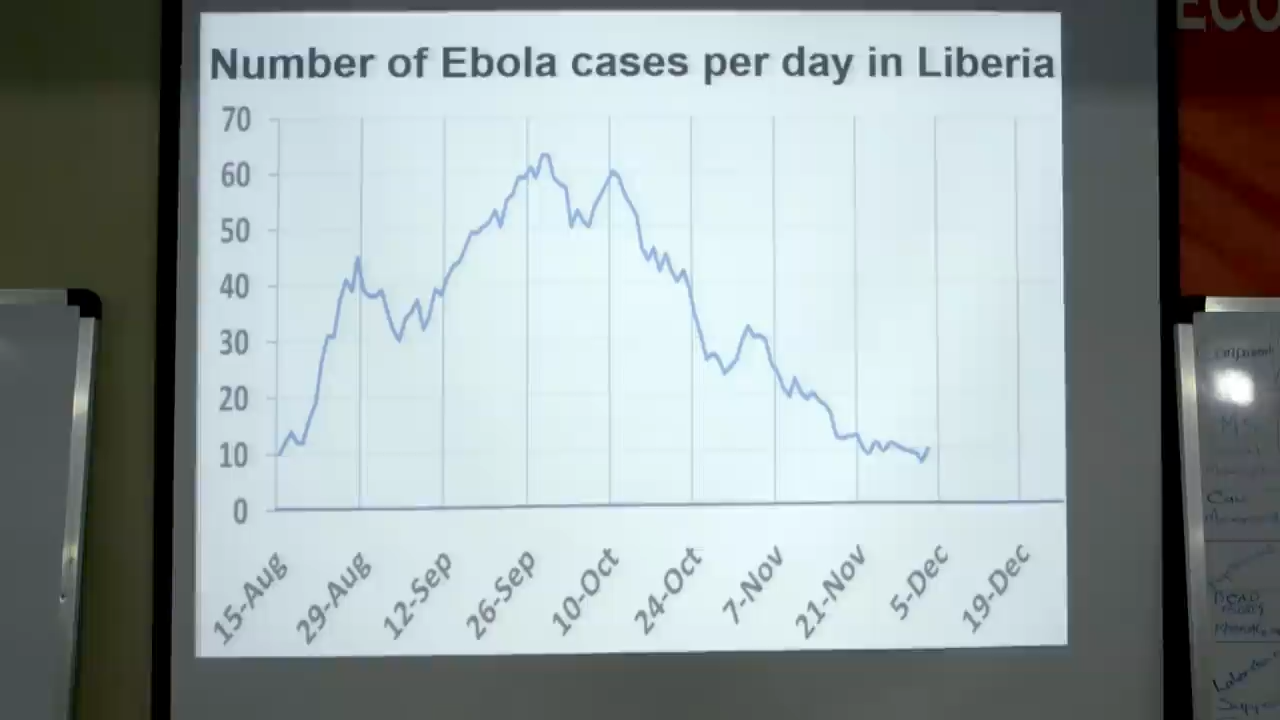 Number of Ebola cases per day in Liberia
70
60
50
40
30
20
10
0
15-Aug
29-Aug
12-Sep
26-Sep
10-Oct
24-Oct
7-Nov
21-Nov
5-Dec
19-Dec
ECO